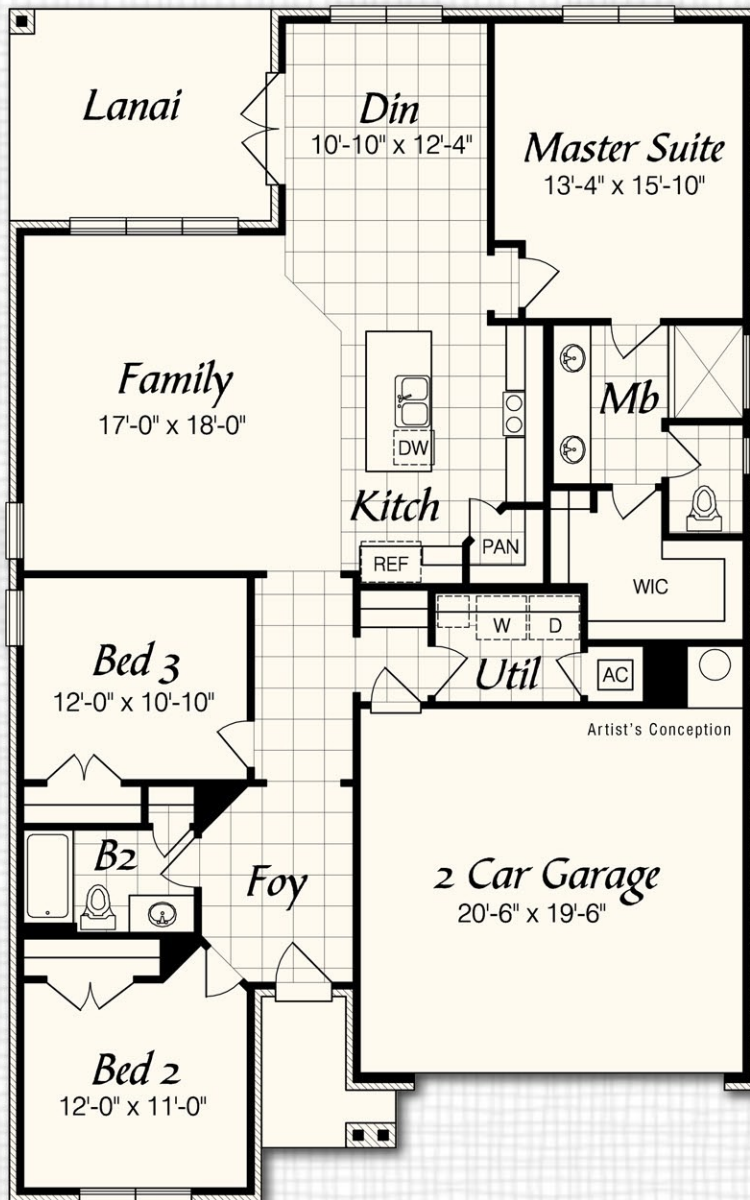 Lanai
Din
10'-10" x 12'-4"
Master Suite
13'-4" x 15'-10"
Family
17'-0" x 18'-0"
Mb
DW
Kitch
REF
PAN
WIC
W
D
Util
AC
Bed 3
12'-0" x 10'-10"
Artist's Conception
B2
Foy
2 Car Garage
20'-6" x 19'-6"
Bed 2
12'-0" x 11'-0"